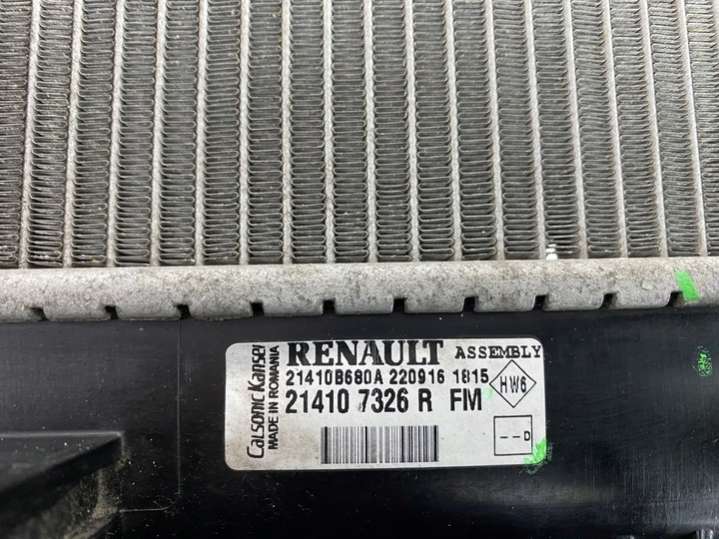 Calsonic Kansei
MADE IN ROMANIA
RENAULT ASSEMBLY
21410B680A 220916 1815
21410 7326 R FM
HW6
--D